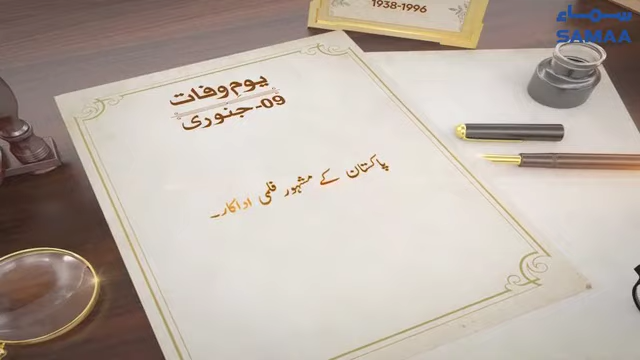 1938-1996
سماء
SAMAA
یومِ وفات
09-جنوری
پاکستان کے مشہور فلمی اداکار۔